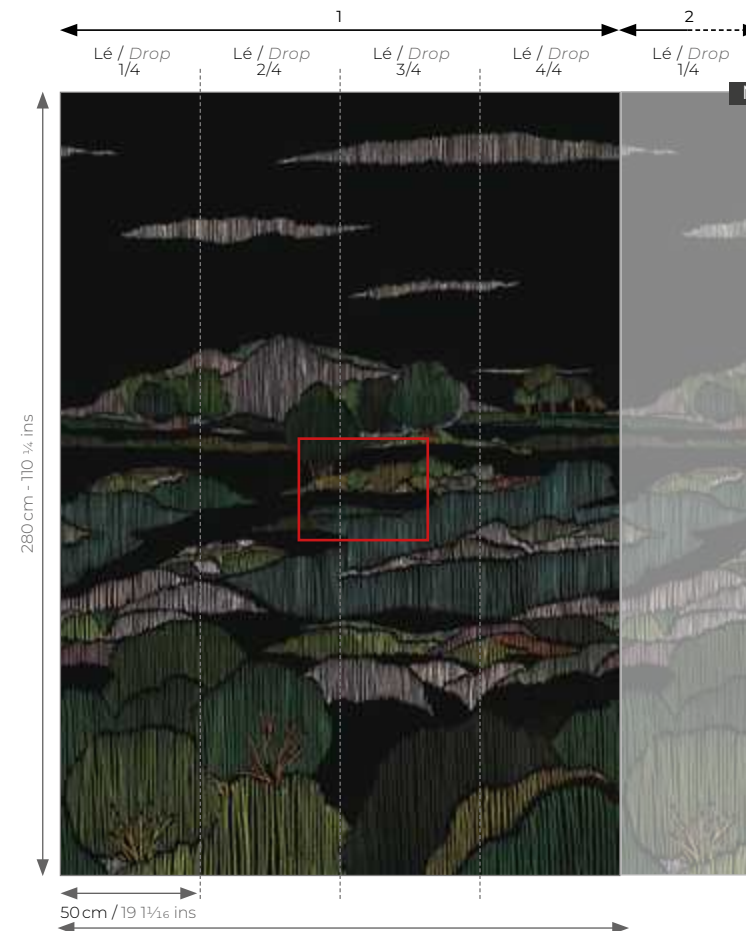 1
2
Lé / Drop
1/4
Lé / Drop
2/4
Lé / Drop
3/4
Lé / Drop
4/4
Lé / Drop
1/4
280 cm - 110 ¼ ins
50 cm / 19 1¹⁄₁₆ ins